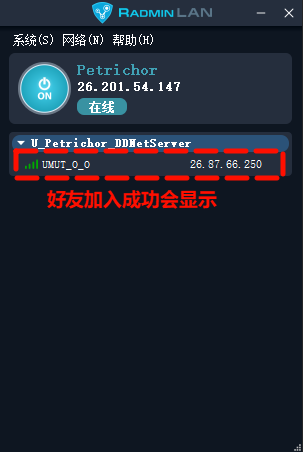 RADMIN LAN
系统(S) 网络(N) 帮助(H)
Petrichor
26.201.54.147
ON
在线
U_Petrichor_DDNetServer
UMUT_O_O 26.87.66.250
好友加入成功会显示